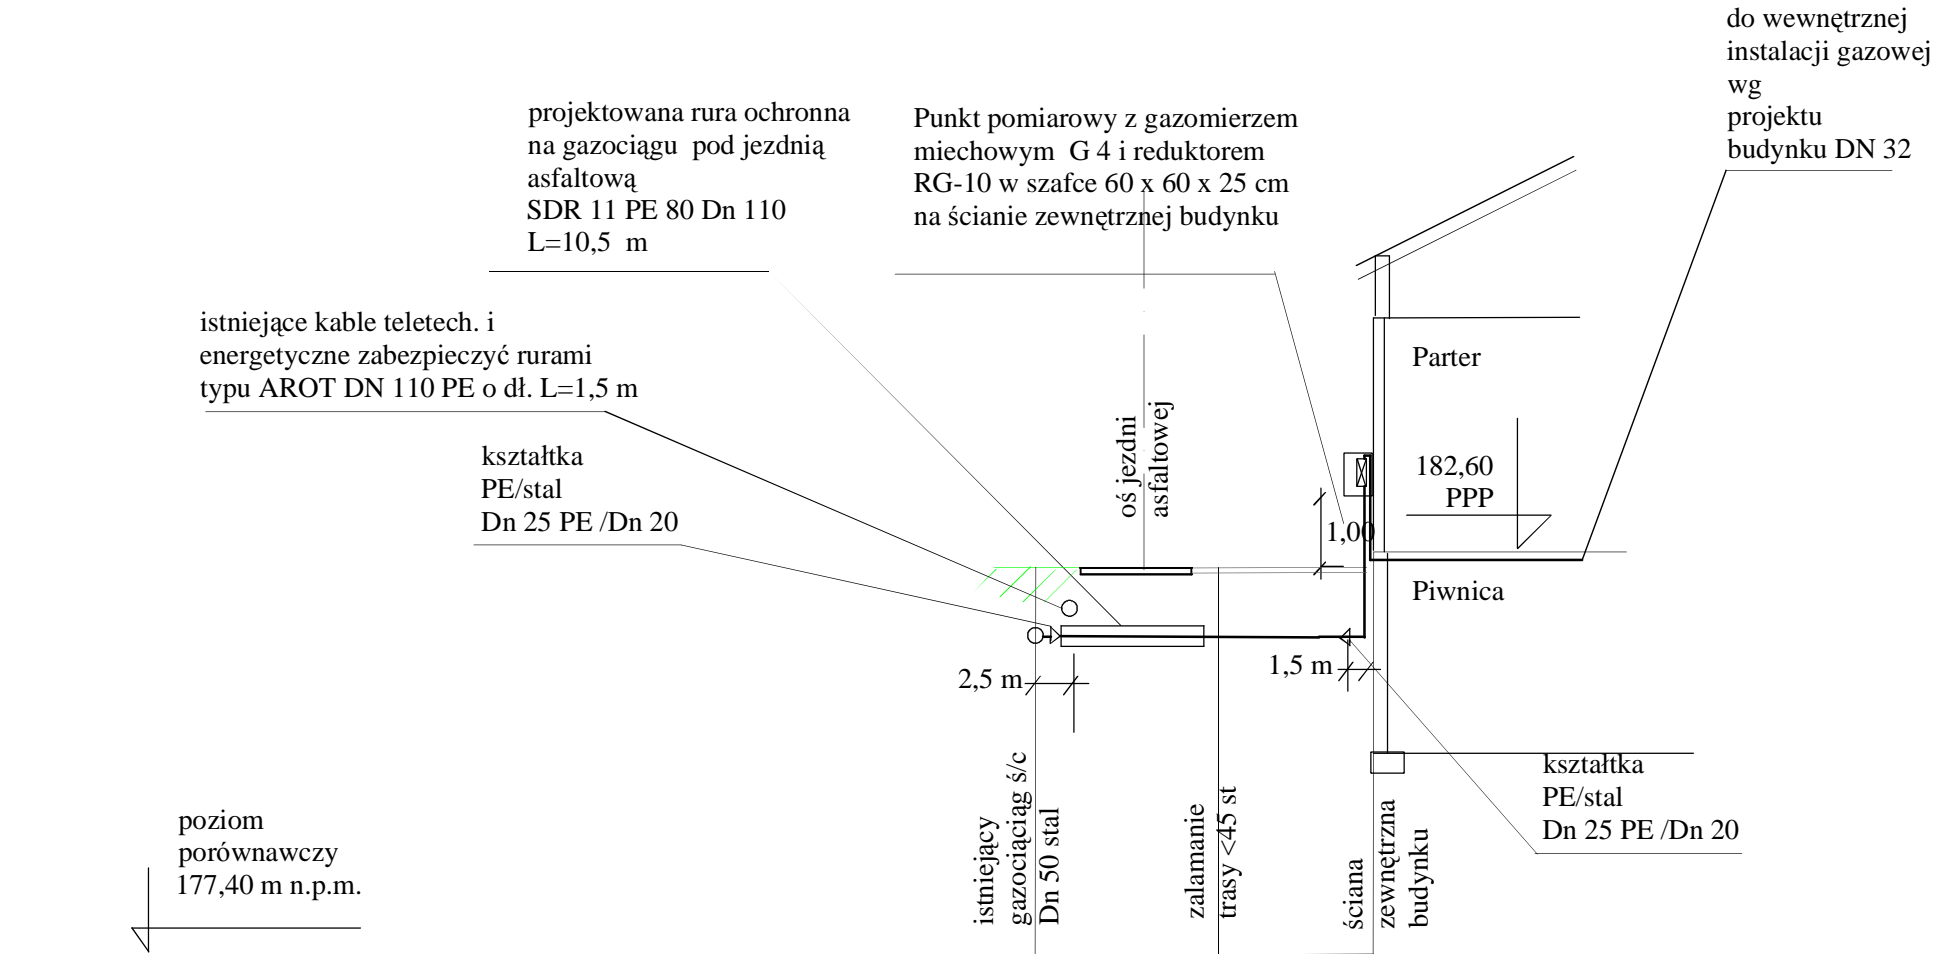 do wewnętrznej
instalacji gazowej
wg
projektu
budynku DN 32
projektowana rura ochronna
na gazociągu pod jezdnią
asfaltową
SDR 11 PE 80 Dn 110
L=10,5 m
Punkt pomiarowy z gazomierzem
miechowym G 4 i reduktorem
RG-10 w szafce 60 x 60 x 25 cm
na ścianie zewnętrznej budynku
istniejące kable teletech. i
energetyczne zabezpieczyć rurami
typu AROT DN 110 PE o dł. L=1,5 m
kształtka
PE/stal
Dn 25 PE /Dn 20
oś jezdni
asfaltowej
Parter
182,60
PPP
1,00
Piwnica
2,5 m
1,5 m
istniejący
gazociąciąg ś/c
Dn 50 stal
zalamanie
trasy <45 st
ściana
zewnętrzna
budynku
kształtka
PE/stal
Dn 25 PE /Dn 20
poziom
porównawczy
177,40 m n.p.m.